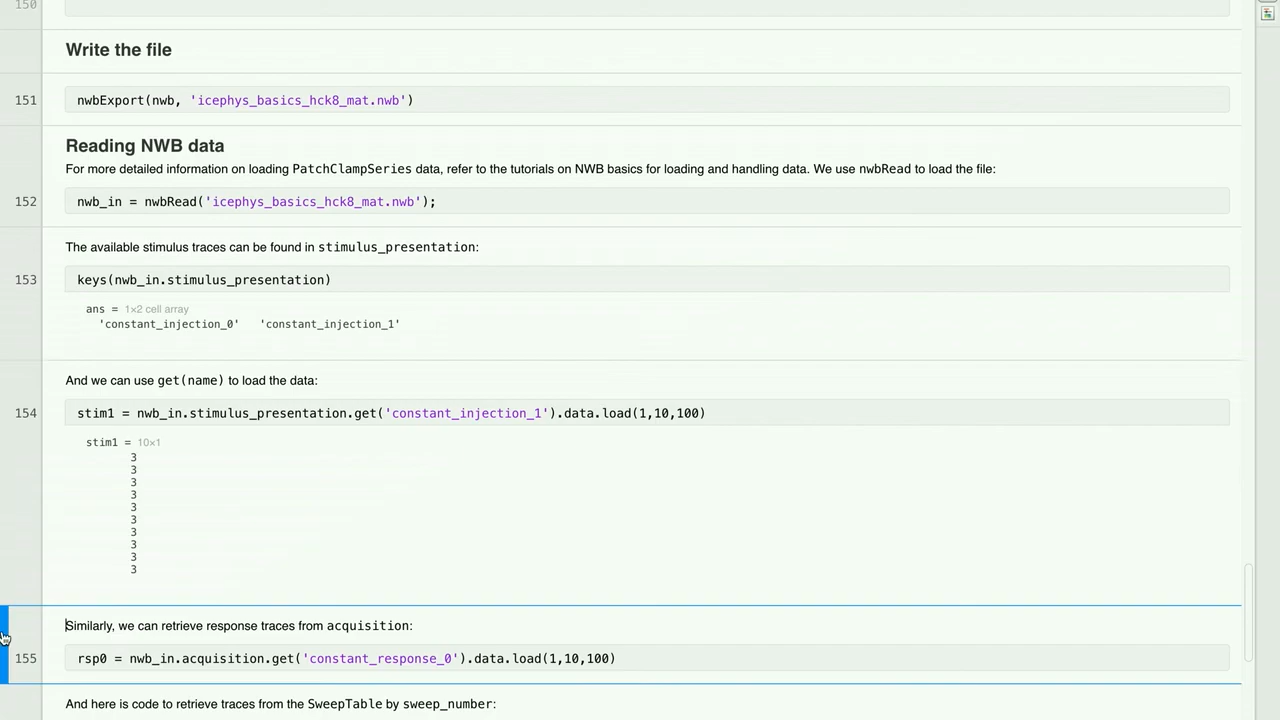 150
Write the file
151 nwbExport(nwb, 'icephys_basics_hck8_mat.nwb')
Reading NWB data
For more detailed information on loading PatchClampSeries data, refer to the tutorials on NWB basics for loading and handling data. We use nwbRead to load the file:
152 nwb_in = nwbRead('icephys_basics_hck8_mat.nwb');
The available stimulus traces can be found in stimulus_presentation:
153 keys(nwb_in.stimulus_presentation)
ans = 1×2 cell array
'constant_injection_0' 'constant_injection_1'
And we can use get(name) to load the data:
154 stim1 = nwb_in.stimulus_presentation.get('constant_injection_1').data.load(1,10,100)
stim1 = 10×1
3
3
3
3
3
3
3
3
3
3
Similarly, we can retrieve response traces from acquisition:
155 rsp0 = nwb_in.acquisition.get('constant_response_0').data.load(1,10,100)
And here is code to retrieve traces from the SweepTable by sweep_number: